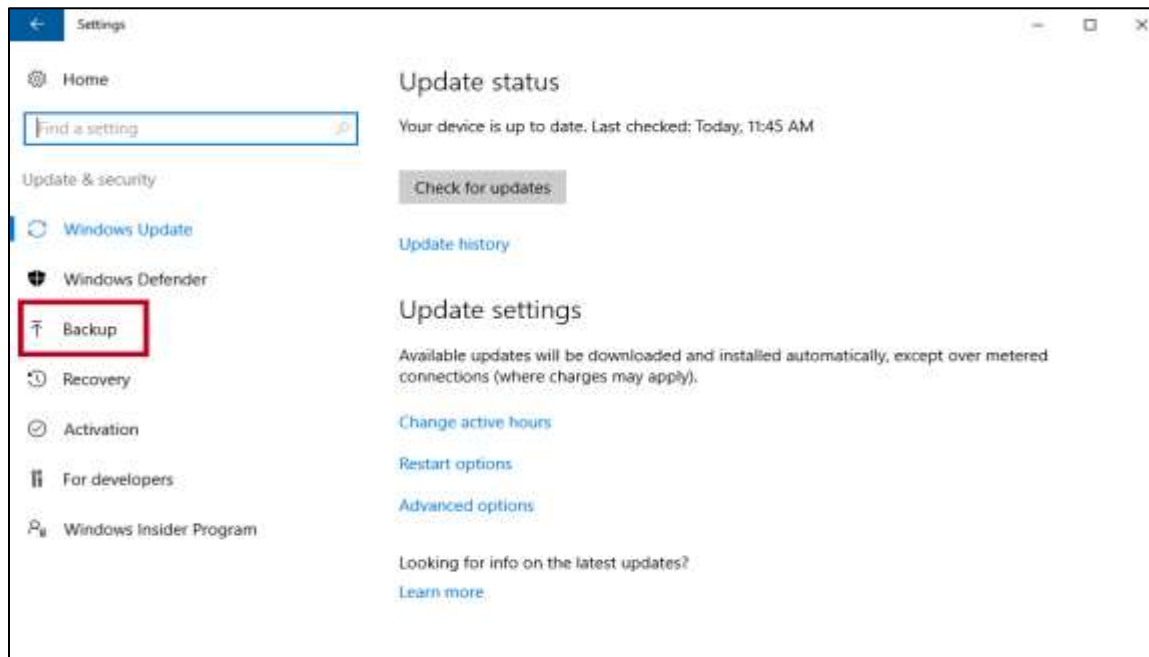 Settings
Home
Find a setting
Update & security
Windows Update
Windows Defender
Backup
Recovery
Activation
For developers
Windows Insider Program
Update status
Your device is up to date. Last checked: Today, 11:45 AM
Check for updates
Update history
Update settings
Available updates will be downloaded and installed automatically, except over metered
connections (where charges may apply).
Change active hours
Restart options
Advanced options
Looking for info on the latest updates?
Learn more